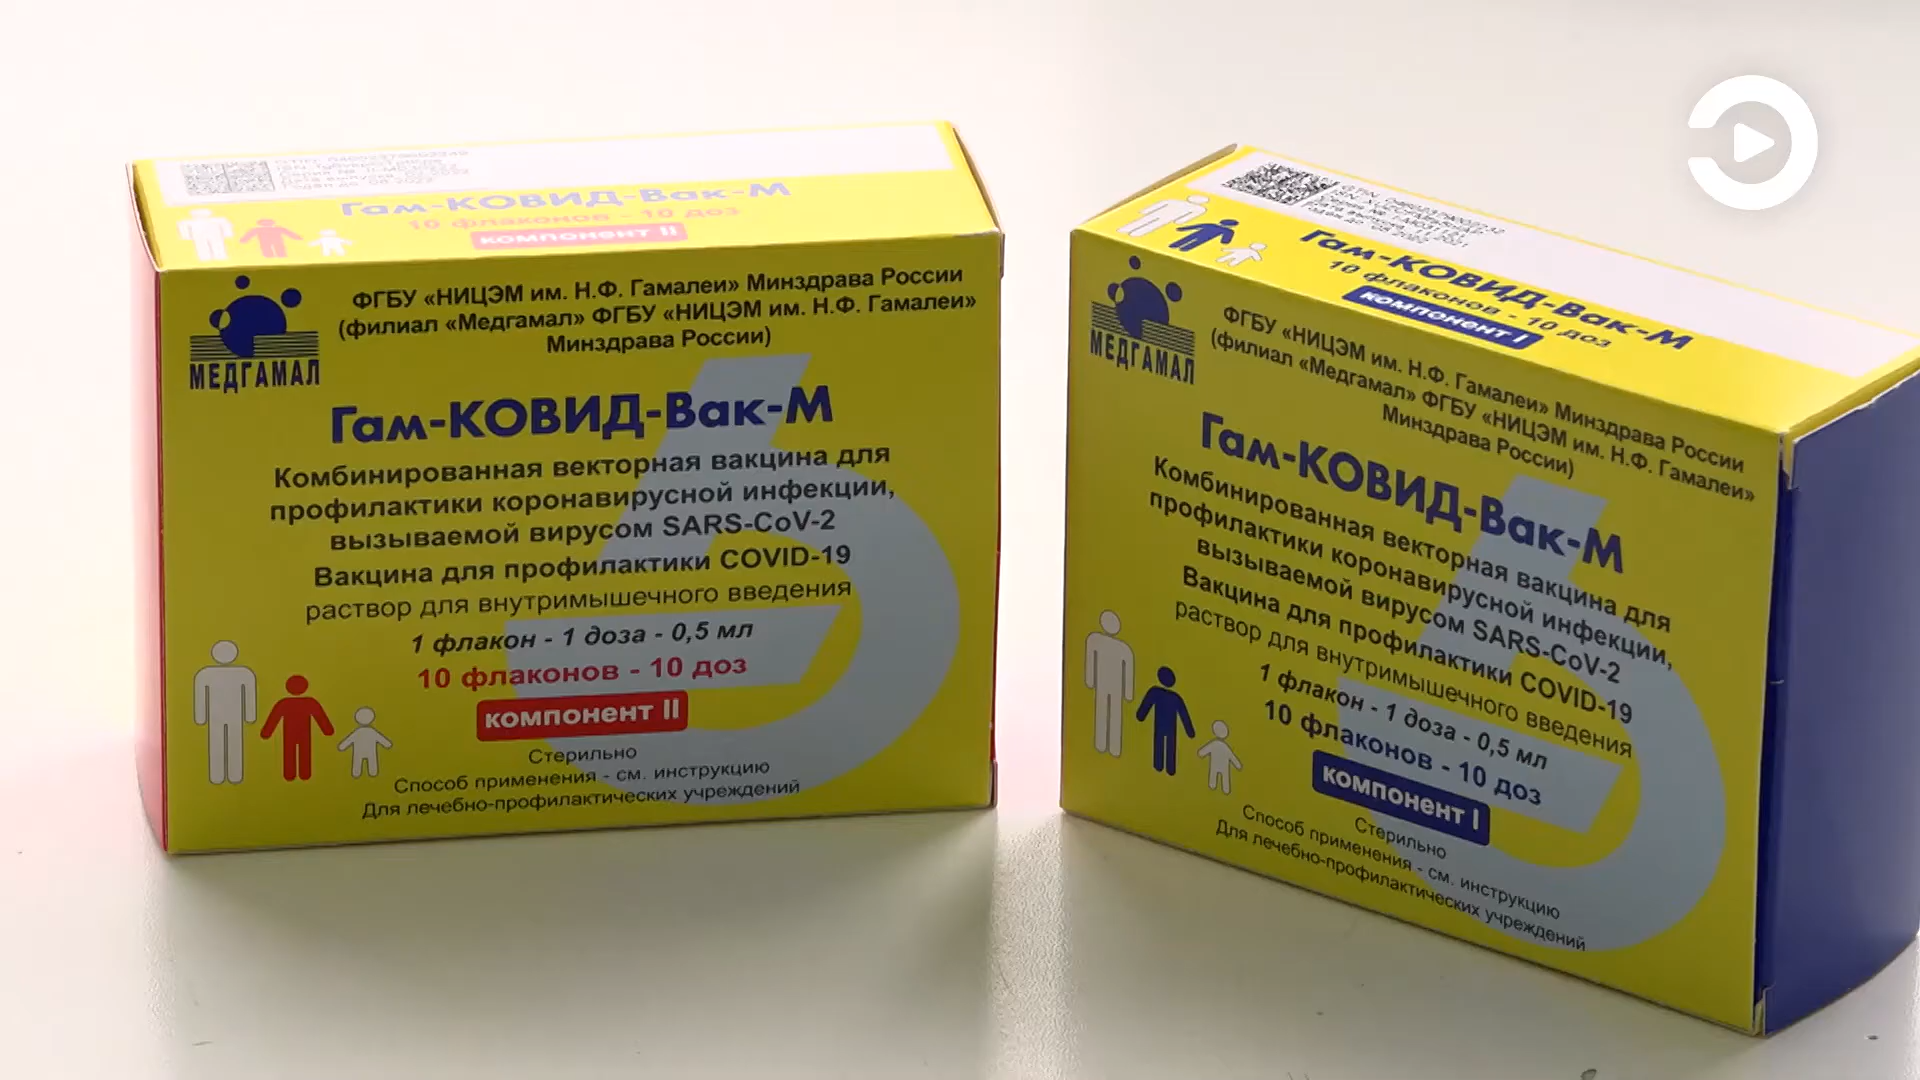 Гам-КОВИД-Вак-М
10 флаконов - 10 доз
компонент II
МЕДГАМАЛ
ФГБУ «НИЦЭМ им. Н.Ф. Гамалеи» Минздрава России
(филиал «Медгамал» ФГБУ «НИЦЭМ им. Н.Ф. Гамалеи»
Минздрава России)
Гам-КОВИД-Вак-М
Комбинированная векторная вакцина для
профилактики коронавирусной инфекции,
вызываемой вирусом SARS-CoV-2
Вакцина для профилактики COVID-19
раствор для внутримышечного введения
1 флакон - 1 доза - 0,5 мл
10 флаконов - 10 доз
компонент II
Стерильно
Способ применения - см. инструкцию
Для лечебно-профилактических учреждений
Гам-КОВИД-Вак-М
10 флаконов - 10 доз
компонент I
МЕДГАМАЛ
ФГБУ «НИЦЭМ им. Н.Ф. Гамалеи» Минздрава России
(филиал «Медгамал» ФГБУ «НИЦЭМ им. Н.Ф. Гамалеи»
Минздрава России)
Гам-КОВИД-Вак-М
Комбинированная векторная вакцина для
профилактики коронавирусной инфекции,
вызываемой вирусом SARS-CoV-2
Вакцина для профилактики COVID-19
раствор для внутримышечного введения
1 флакон - 1 доза - 0,5 мл
10 флаконов - 10 доз
компонент I
Стерильно
Способ применения - см. инструкцию
Для лечебно-профилактических учреждений